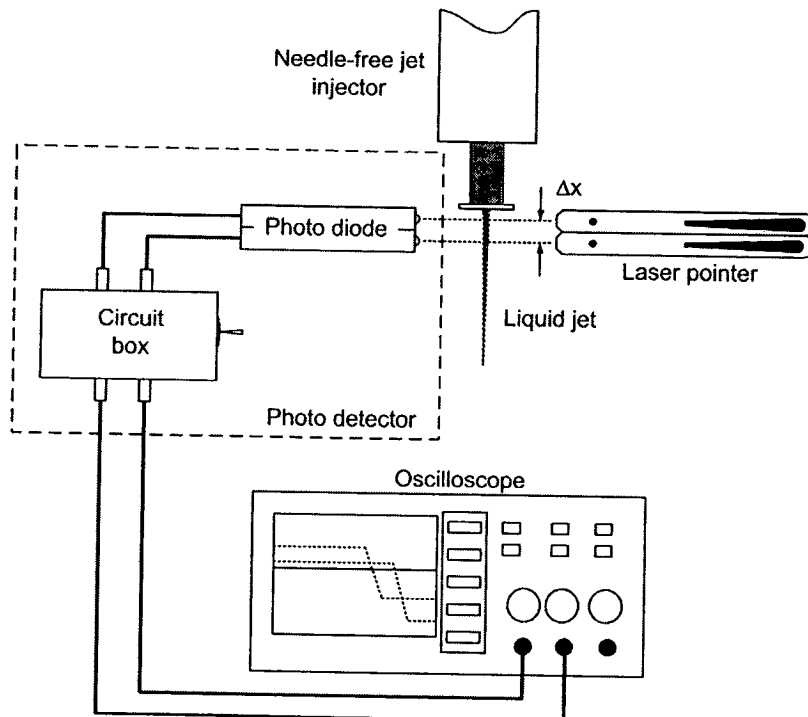 Needle-free jet
injector
Δx
Photo diode
Laser pointer
Circuit
box
Liquid jet
Photo detector
Oscilloscope